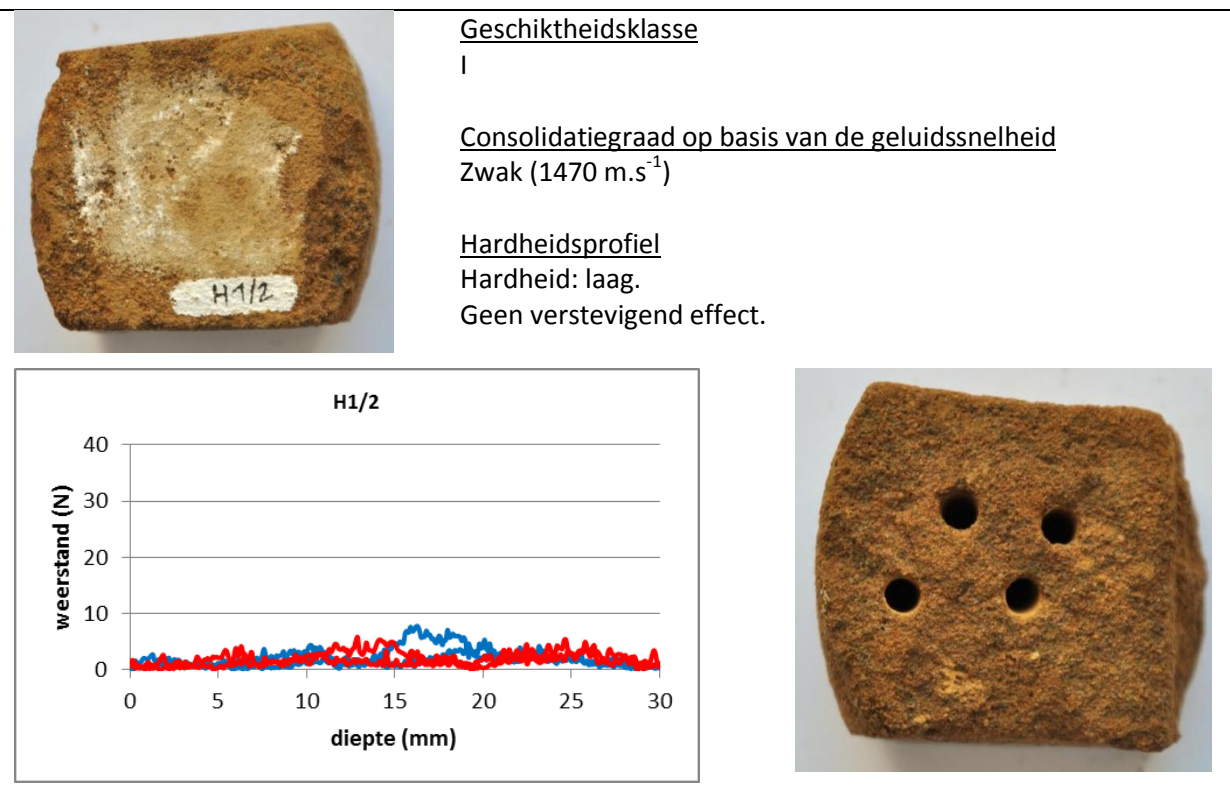 Geschiktheidsklasse
I
Consolidatiegraad op basis van de geluidssnelheid
Zwak (1470 m.s-1)
Hardheidsprofiel
Hardheid: laag.
Geen verstevigend effect.
H1/2
H1/2
weerstand (N)
40
30
20
10
0
0 5 10 15 20 25 30
diepte (mm)